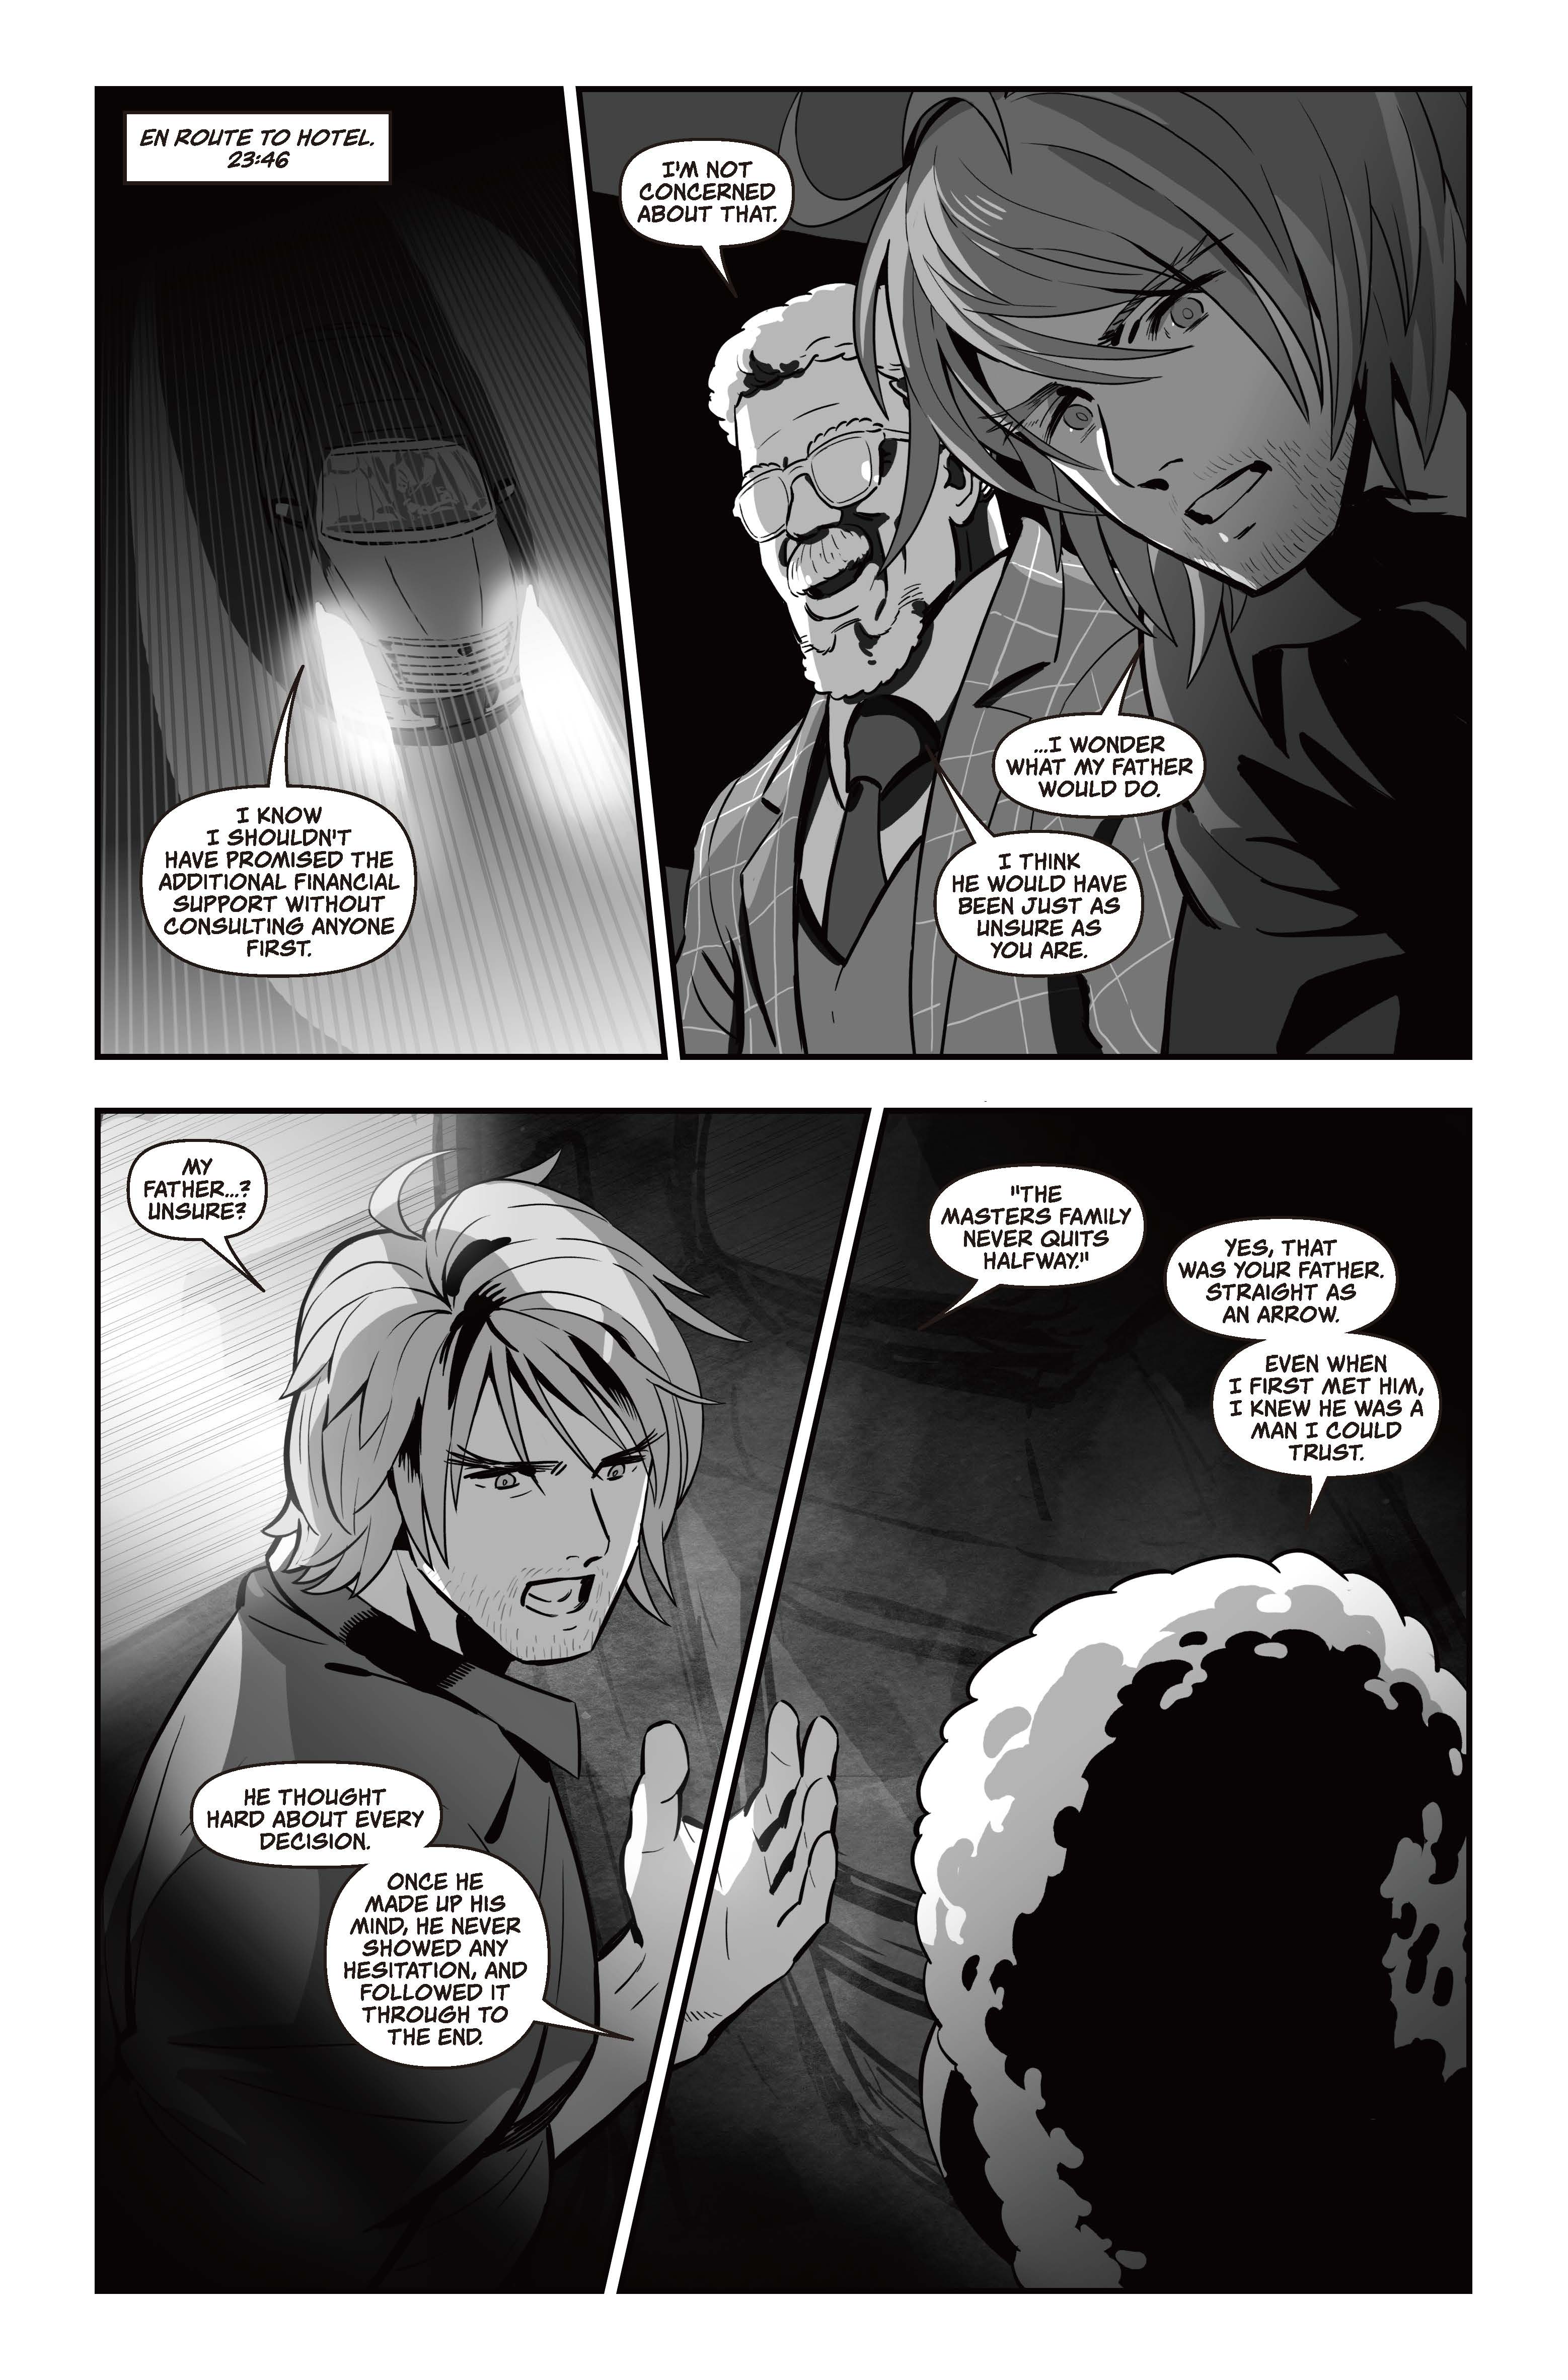 EN ROUTE TO HOTEL.
23:46
I KNOW
I SHOULDN'T
HAVE PROMISED THE
ADDITIONAL FINANCIAL
SUPPORT WITHOUT
CONSULTING ANYONE
FIRST.
I'M NOT
CONCERNED
ABOUT THAT.
...I WONDER
WHAT MY FATHER
WOULD DO.
I THINK
HE WOULD HAVE
BEEN JUST AS
UNSURE AS
YOU ARE.
MY
FATHER...?
UNSURE?
HE THOUGHT
HARD ABOUT EVERY
DECISION.
ONCE HE
MADE UP HIS
MIND, HE NEVER
SHOWED ANY
HESITATION, AND
FOLLOWED IT
THROUGH TO
THE END.
"THE
MASTERS FAMILY
NEVER QUITS
HALFWAY."
YES, THAT
WAS YOUR FATHER.
STRAIGHT AS
AN ARROW.
EVEN WHEN
I FIRST MET HIM,
I KNEW HE WAS A
MAN I COULD
TRUST.